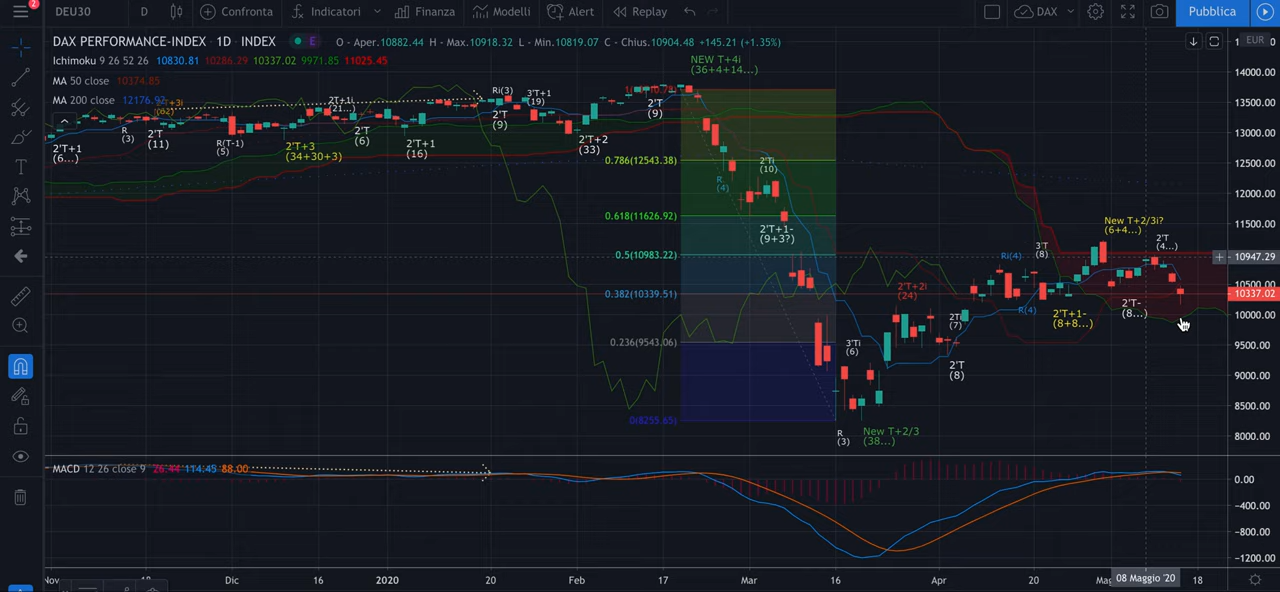 2
DEU30 D Confronta Indicatori Finanza Modelli Alert Replay DAX Pubblica
DAX PERFORMANCE-INDEX · 1D · INDEX E O - Aper.10882.44 H - Max.10918.32 L - Min.10819.07 C - Chius.10904.48 +145.21 (+1.35%)
EUR
Ichimoku 9 26 52 26 10830.81 10286.29 10337.02 9971.85 11025.45
MA 50 close 10374.85
MA 200 close 12176.92
NEW T+4i
(36+4+14...)
14000.00
13500.00
13000.00
12500.00
12000.00
11500.00
10947.29
10500.00
10337.02
10000.00
9500.00
9000.00
8500.00
8000.00
2'T+1
(6...)
R
(3)
2'T
(11)
R(T-1)
(5)
2'T+3
(34+30+3)
2'T+1i
(21...)
2'T
(6)
2'T+1
(16)
Ri(3)
2'T
(9)
3'T+1
(19)
2'T+2
(33)
2'T
(9)
0.786(12543.38)
0.618(11626.92)
0.5(10983.22)
0.382(10339.51)
0.236(9543.06)
0(8255.65)
R.
(4)
2'Ti
(10)
2'T+1-
(9+3?)
R
(3)
3'Ti
(6)
New T+2/3
(38...)
2'T+2i
(24)
2Ti
(7)
2'T
(8)
Ri(4)
R(4)
3'T
(8)
2'T+1-
(8+8...)
New T+2/3i?
(6+4...)
2'T-
(8...)
2'T
(4...)
MACD 12 26 close 9 26.44 114.45 88.00
0.00
-400.00
-800.00
-1200.00
Nov Dic 16 2020 20 Feb 17 Mar 16 Apr 20 08 Maggio '20 18